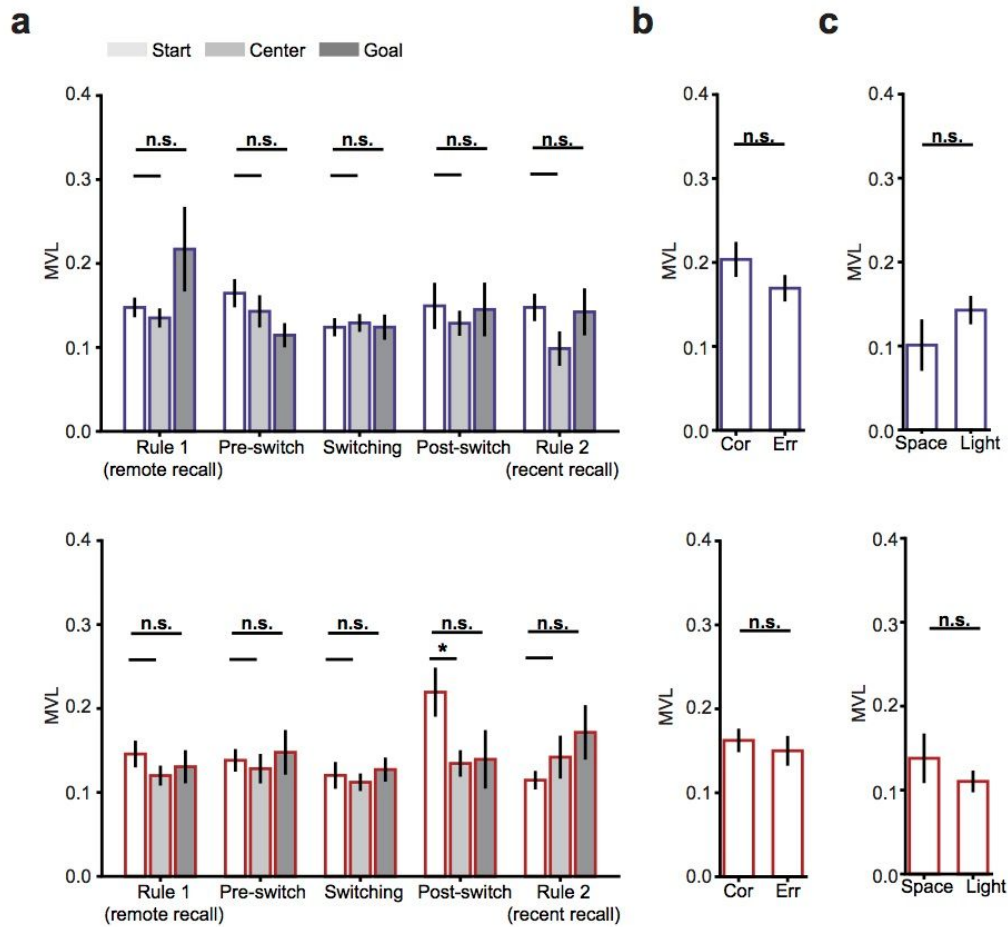 a
b
c
Start Center Goal
0.4
0.3
0.2
0.1
0.0
MVL
n.s. n.s. n.s. n.s. n.s.
Rule 1 Pre-switch Switching Post-switch Rule 2
(remote recall) (recent recall)
0.4
0.3
0.2
0.1
0.0
MVL
n.s.
Cor Err
0.4
0.3
0.2
0.1
0.0
MVL
n.s.
Space Light
0.4
0.3
0.2
0.1
0.0
MVL
n.s. n.s. n.s. n.s. n.s.
*
Rule 1 Pre-switch Switching Post-switch Rule 2
(remote recall) (recent recall)
0.4
0.3
0.2
0.1
0.0
MVL
n.s.
Cor Err
0.4
0.3
0.2
0.1
0.0
MVL
n.s.
Space Light